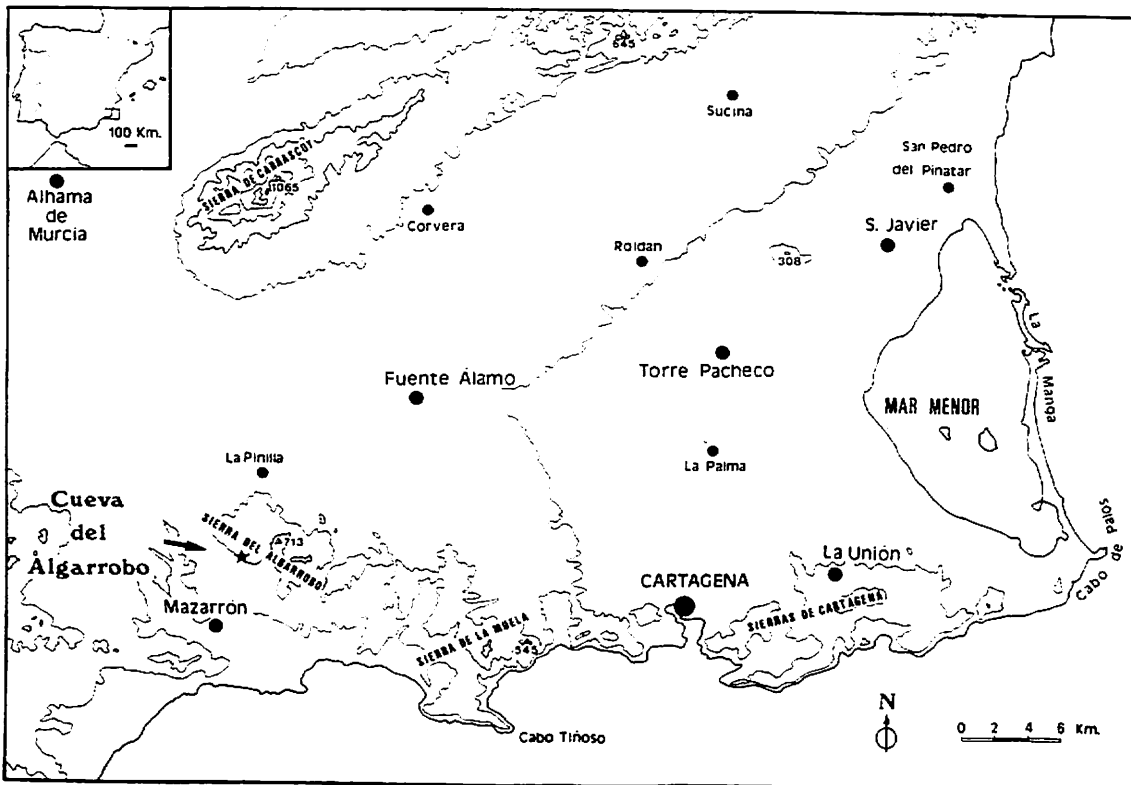 100 Km.
645
Sucina
San Pedro
del Pinatar
SIERRA DE CARRASCOY
1065
Alhama
de
Murcia
Corvera
S. Javier
Roldan
308
La Manga
Fuente Álamo
Torre Pacheco
MAR MENOR
La Pinilla
La Palma
Cueva
del
Algarrobo
SIERRA DEL ALGARROBO
713
Cabo de Palos
La Unión
CARTAGENA
Mazarrón
SIERRA DE LA MUELA
545
SIERRAS DE CARTAGENA
Cabo Tiñoso
N
0 2 4 6 Km.